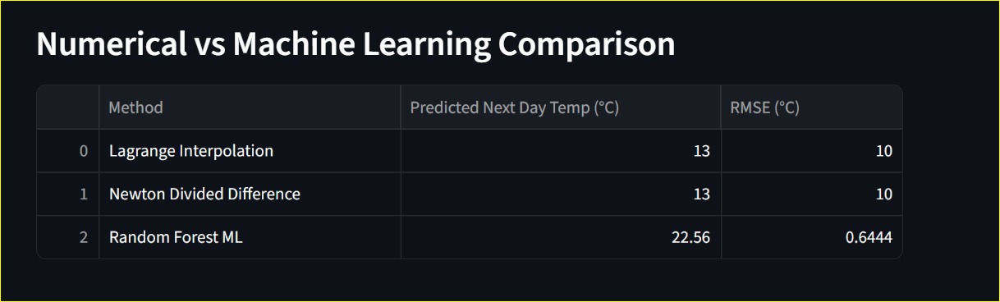 Numerical vs Machine Learning Comparison
Method Predicted Next Day Temp (°C) RMSE (°C)
0 Lagrange Interpolation 13 10
1 Newton Divided Difference 13 10
2 Random Forest ML 22.56 0.6444